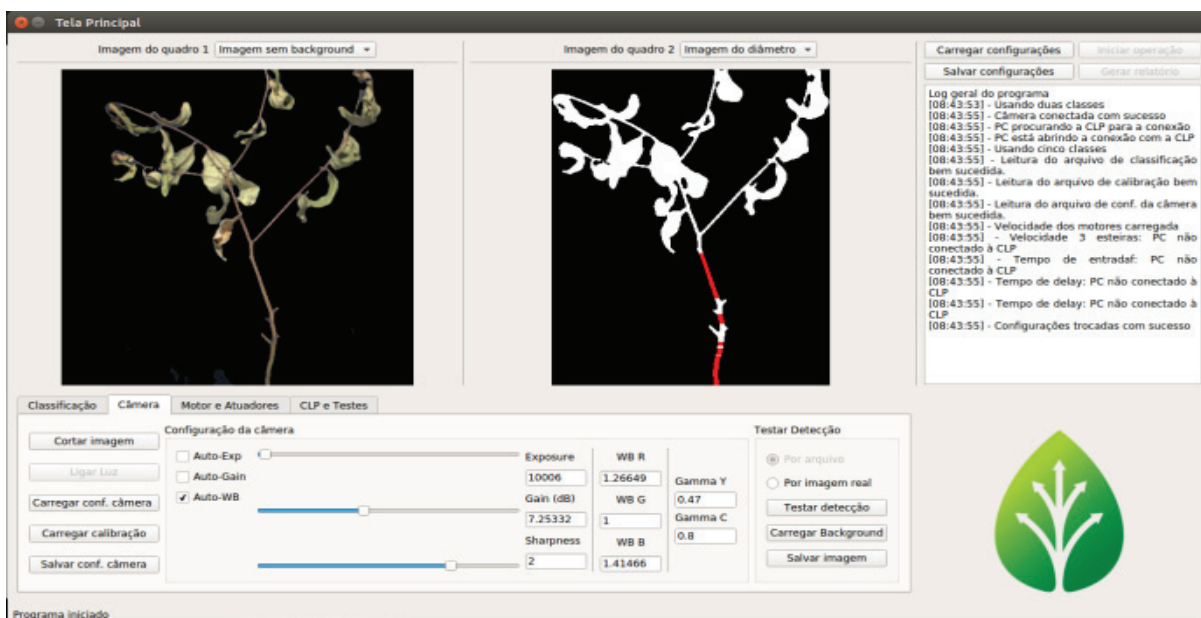 Tela Principal
Imagem do quadro 1 Imagem sem background
Imagem do quadro 2 Imagem do diâmetro
Carregar configurações Iniciar operação
Salvar configurações Gerar relatório
Log geral do programa
[08:43:53] - Usando duas classes
[08:43:55] - Câmera conectada com sucesso
[08:43:55] - PC procurando a CLP para a conexão
[08:43:55] - PC está abrindo a conexão com a CLP
[08:43:55] - Usando cinco classes
[08:43:55] - Leitura do arquivo de classificação
bem sucedida.
[08:43:55] - Leitura do arquivo de calibração bem
sucedida.
[08:43:55] - Leitura do arquivo de conf. da câmera
bem sucedida.
[08:43:55] - Velocidade dos motores carregada
[08:43:55] - Velocidade 3 esteiras: PC não
conectado à CLP
[08:43:55] - Tempo de entradaf: PC não
conectado à CLP
[08:43:55] - Tempo de delay: PC não conectado à
CLP
[08:43:55] - Tempo de delay: PC não conectado à
CLP
[08:43:55] - Configurações trocadas com sucesso
Classificação Câmera Motor e Atuadores CLP e Testes
Cortar imagem
Ligar Luz
Carregar conf. câmera
Carregar calibração
Salvar conf. câmera
Configuração da câmera
Auto-Exp
Auto-Gain
Auto-WB
Exposure
10006
Gain (dB)
7.25332
Sharpness
2
WB R
1.26649
WB G
1
WB B
1.41466
Gamma Y
0.47
Gamma C
0.8
Testar Detecção
Por arquivo
Por imagem real
Testar detecção
Carregar Background
Salvar imagem
Programa iniciado